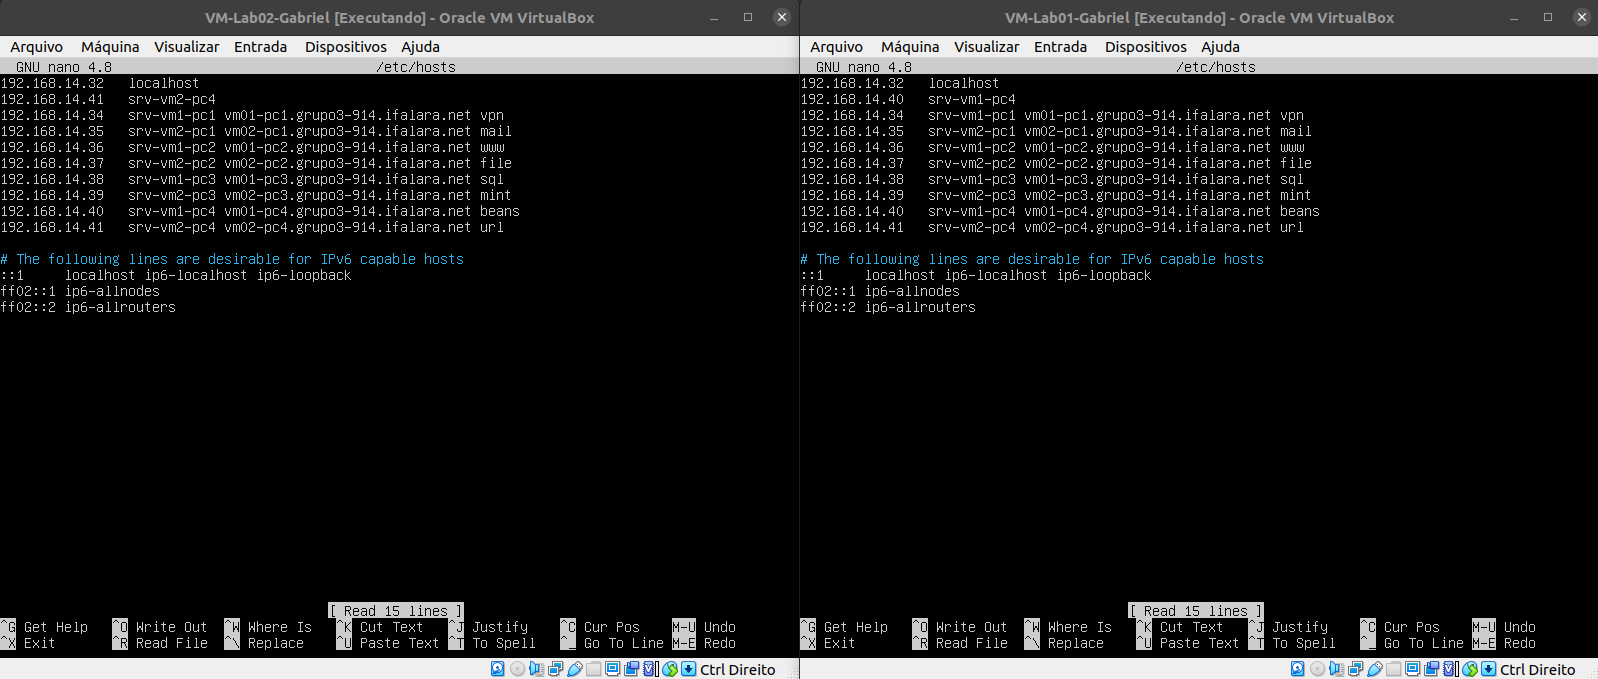 VM-Lab02-Gabriel [Executando] - Oracle VM VirtualBox
Arquivo Máquina Visualizar Entrada Dispositivos Ajuda
GNU nano 4.8 /etc/hosts
192.168.14.32 localhost
192.168.14.41 srv-vm2-pc4
192.168.14.34 srv-vm1-pc1 vm01-pc1.grupo3-914.ifalara.net vpn
192.168.14.35 srv-vm2-pc1 vm02-pc1.grupo3-914.ifalara.net mail
192.168.14.36 srv-vm1-pc2 vm01-pc2.grupo3-914.ifalara.net www
192.168.14.37 srv-vm2-pc2 vm02-pc2.grupo3-914.ifalara.net file
192.168.14.38 srv-vm1-pc3 vm01-pc3.grupo3-914.ifalara.net sql
192.168.14.39 srv-vm2-pc3 vm02-pc3.grupo3-914.ifalara.net mint
192.168.14.40 srv-vm1-pc4 vm01-pc4.grupo3-914.ifalara.net beans
192.168.14.41 srv-vm2-pc4 vm02-pc4.grupo3-914.ifalara.net url
# The following lines are desirable for IPv6 capable hosts
::1 localhost ip6-localhost ip6-loopback
ff02::1 ip6-allnodes
ff02::2 ip6-allrouters
[ Read 15 lines ]
^G Get Help ^O Write Out ^W Where Is ^K Cut Text ^J Justify ^C Cur Pos M-U Undo
^X Exit ^R Read File ^\ Replace ^U Paste Text ^T To Spell ^_ Go To Line M-E Redo
Ctrl Direito
VM-Lab01-Gabriel [Executando] - Oracle VM VirtualBox
Arquivo Máquina Visualizar Entrada Dispositivos Ajuda
GNU nano 4.8 /etc/hosts
192.168.14.32 localhost
192.168.14.40 srv-vm1-pc4
192.168.14.34 srv-vm1-pc1 vm01-pc1.grupo3-914.ifalara.net vpn
192.168.14.35 srv-vm2-pc1 vm02-pc1.grupo3-914.ifalara.net mail
192.168.14.36 srv-vm1-pc2 vm01-pc2.grupo3-914.ifalara.net www
192.168.14.37 srv-vm2-pc2 vm02-pc2.grupo3-914.ifalara.net file
192.168.14.38 srv-vm1-pc3 vm01-pc3.grupo3-914.ifalara.net sql
192.168.14.39 srv-vm2-pc3 vm02-pc3.grupo3-914.ifalara.net mint
192.168.14.40 srv-vm1-pc4 vm01-pc4.grupo3-914.ifalara.net beans
192.168.14.41 srv-vm2-pc4 vm02-pc4.grupo3-914.ifalara.net url
# The following lines are desirable for IPv6 capable hosts
::1 localhost ip6-localhost ip6-loopback
ff02::1 ip6-allnodes
ff02::2 ip6-allrouters
[ Read 15 lines ]
^G Get Help ^O Write Out ^W Where Is ^K Cut Text ^J Justify ^C Cur Pos M-U Undo
^X Exit ^R Read File ^\ Replace ^U Paste Text ^T To Spell ^_ Go To Line M-E Redo
Ctrl Direito